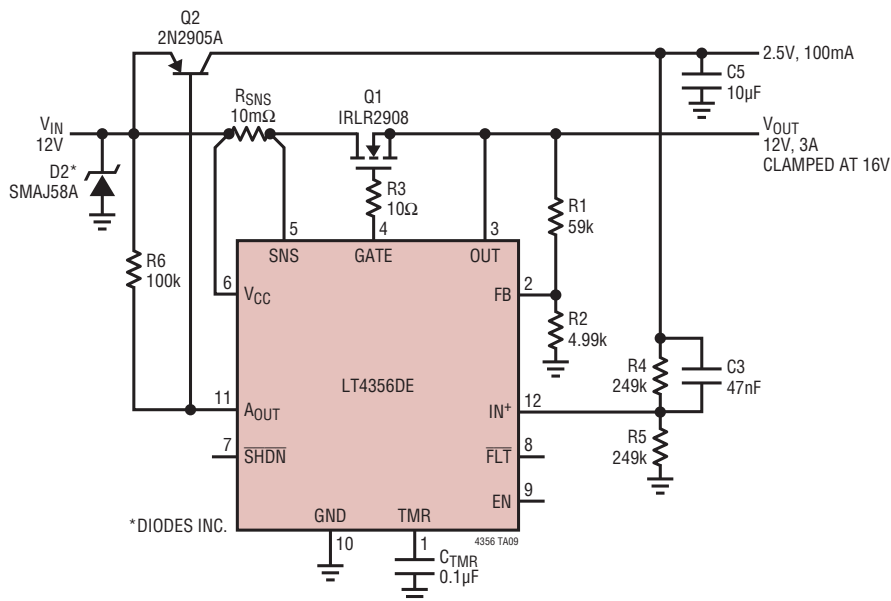 Q2
2N2905A
2.5V, 100mA
C5
10µF
RSNS
10mΩ
Q1
IRLR2908
VIN
12V
VOUT
12V, 3A
CLAMPED AT 16V
D2*
SMAJ58A
R3
10Ω
R1
59k
5
4
3
SNS
GATE
OUT
R6
100k
6
VCC
FB
2
R2
4.99k
LT4356DE
R4
249k
C3
47nF
11
AOUT
IN+
12
R5
249k
7
SHDN
FLT
8
EN
9
*DIODES INC.
GND
TMR
4356 TA09
10
1
CTMR
0.1µF